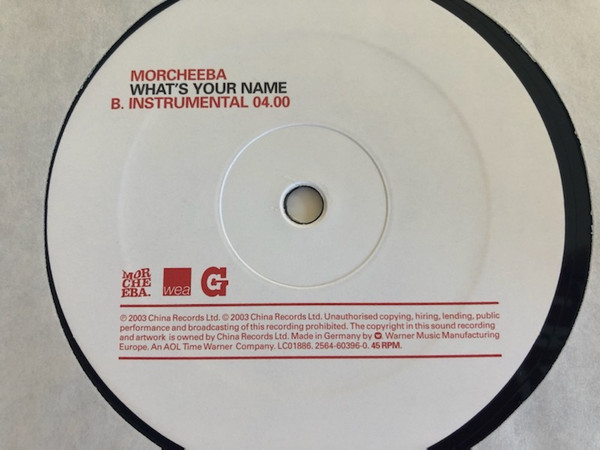 MORCHEEBA
WHAT'S YOUR NAME
B. INSTRUMENTAL 04.00
MOR
CHE
EBA.
wea
℗ 2003 China Records Ltd. © 2003 China Records Ltd. Unauthorised copying, hiring, lending, public
performance and broadcasting of this recording prohibited. The copyright in this sound recording
and artwork is owned by China Records Ltd. Made in Germany by Warner Music Manufacturing
Europe. An AOL Time Warner Company. LC01886. 2564-60396-0. 45 RPM.